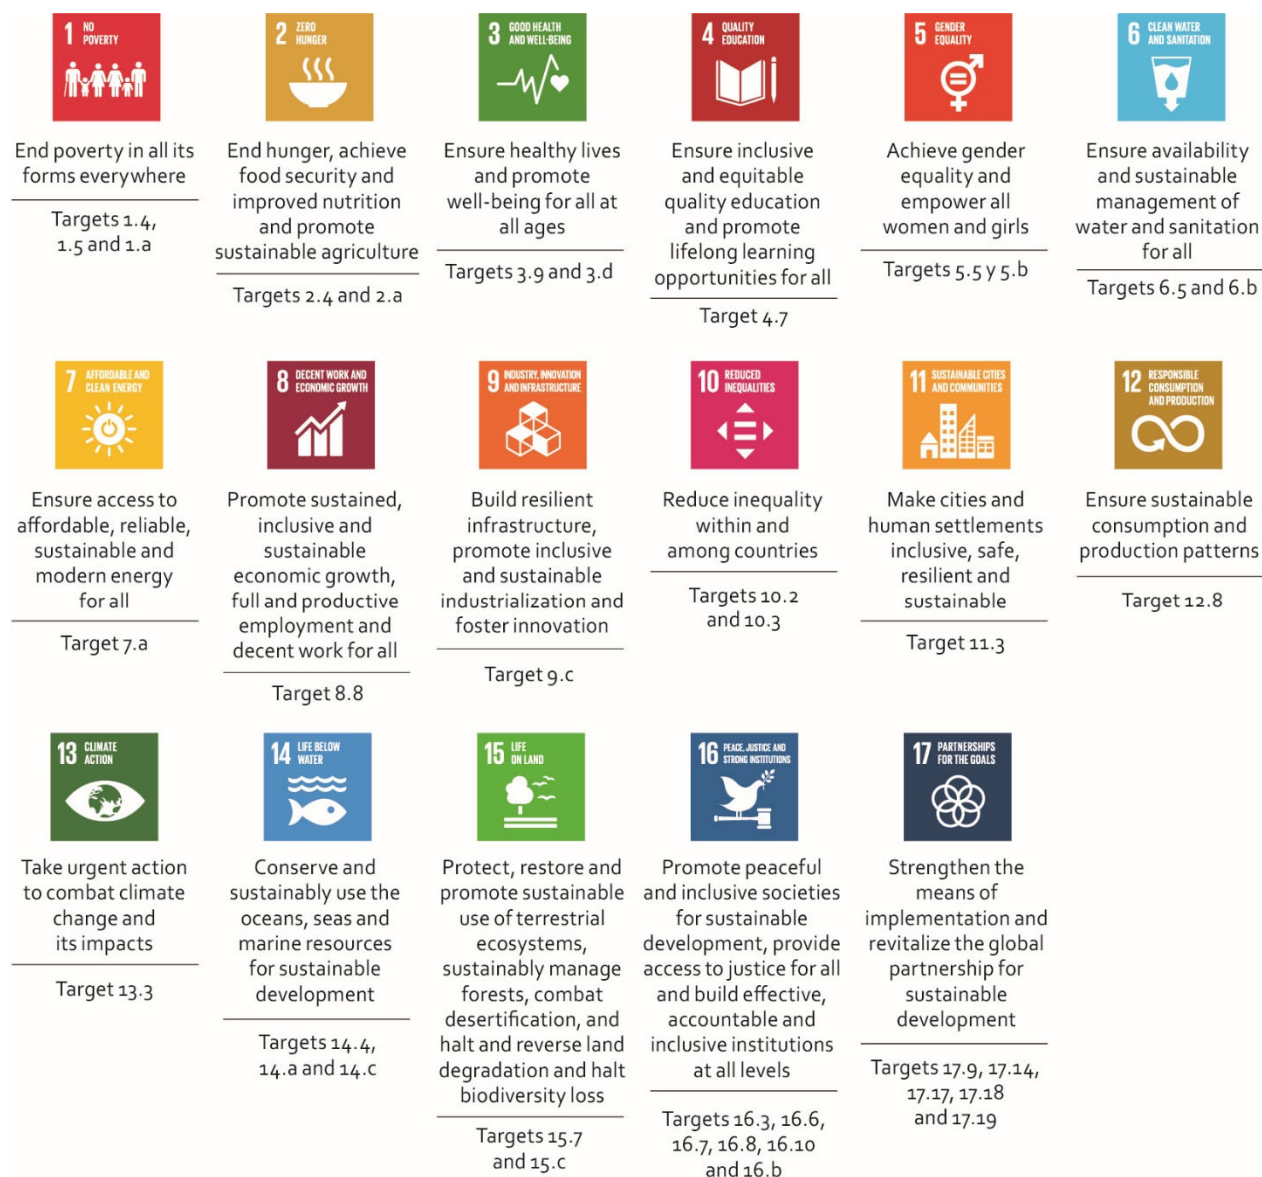 1 NO
POVERTY
End poverty in all its
forms everywhere
Targets 1.4,
1.5 and 1.a
2 ZERO
HUNGER
End hunger, achieve
food security and
improved nutrition
and promote
sustainable agriculture
Targets 2.4 and 2.a
3 GOOD HEALTH
AND WELL-BEING
Ensure healthy lives
and promote
well-being for all at
all ages
Targets 3.9 and 3.d
4 QUALITY
EDUCATION
Ensure inclusive
and equitable
quality education
and promote
lifelong learning
opportunities for all
Target 4.7
5 GENDER
EQUALITY
Achieve gender
equality and
empower all
women and girls
Targets 5.5 y 5.b
6 CLEAN WATER
AND SANITATION
Ensure availability
and sustainable
management of
water and sanitation
for all
Targets 6.5 and 6.b
7 AFFORDABLE AND
CLEAN ENERGY
Ensure access to
affordable, reliable,
sustainable and
modern energy
for all
Target 7.a
8 DECENT WORK AND
ECONOMIC GROWTH
Promote sustained,
inclusive and
sustainable
economic growth,
full and productive
employment and
decent work for all
Target 8.8
9 INDUSTRY, INNOVATION
AND INFRASTRUCTURE
Build resilient
infrastructure,
promote inclusive
and sustainable
industrialization and
foster innovation
Target 9.c
10 REDUCED
INEQUALITIES
Reduce inequality
within and
among countries
Targets 10.2
and 10.3
11 SUSTAINABLE CITIES
AND COMMUNITIES
Make cities and
human settlements
inclusive, safe,
resilient and
sustainable
Target 11.3
12 RESPONSIBLE
CONSUMPTION
AND PRODUCTION
Ensure sustainable
consumption and
production patterns
Target 12.8
13 CLIMATE
ACTION
Take urgent action
to combat climate
change and
its impacts
Target 13.3
14 LIFE BELOW
WATER
Conserve and
sustainably use the
oceans, seas and
marine resources
for sustainable
development
Targets 14.4,
14.a and 14.c
15 LIFE
ON LAND
Protect, restore and
promote sustainable
use of terrestrial
ecosystems,
sustainably manage
forests, combat
desertification, and
halt and reverse land
degradation and halt
biodiversity loss
Targets 15.7
and 15.c
16 PEACE, JUSTICE AND
STRONG INSTITUTIONS
Promote peaceful
and inclusive societies
for sustainable
development, provide
access to justice for all
and build effective,
accountable and
inclusive institutions
at all levels
Targets 16.3, 16.6,
16.7, 16.8, 16.10
and 16.b
17 PARTNERSHIPS
FOR THE GOALS
Strengthen the
means of
implementation and
revitalize the global
partnership for
sustainable
development
Targets 17.9, 17.14,
17.17, 17.18
and 17.19